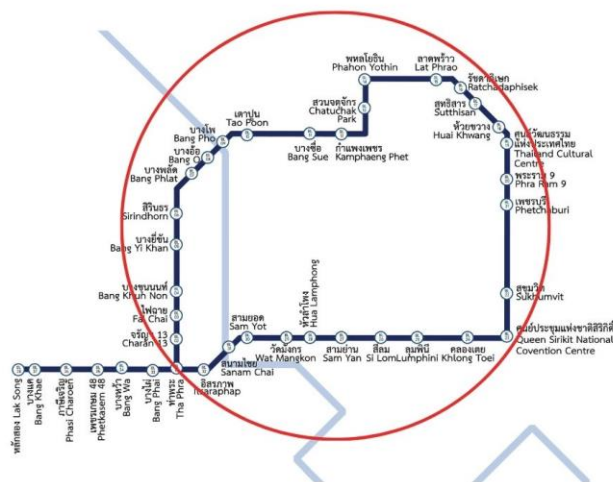 พหลโยธิน
Phahon Yothin
ลาดพร้าว
Lat Phrao
รัชดาภิเษก
Ratchadaphisek
สุทธิสาร
Sutthisan
ห้วยขวาง
Huai Khwang
ศูนย์วัฒนธรรม
แห่งประเทศไทย
Thailand Cultural
Centre
พระราม 9
Phra Ram 9
เพชรบุรี
Phetchaburi
สุขุมวิท
Sukhumvit
ศูนย์ประชุมแห่งชาติสิริกิติ์
Queen Sirikit National
Covention Centre
สวนจตุจักร
Chatuchak
Park
กำแพงเพชร
Kamphaeng Phet
บางซื่อ
Bang Sue
เตาปูน
Tao Poon
บางโพ
Bang Pho
บางอ้อ
Bang O
บางพลัด
Bang Phlat
สิรินธร
Sirindhorn
บางยี่ขัน
Bang Yi Khan
บางขุนนนท์
Bang Khun Non
ไฟฉาย
Fai Chai
จรัญฯ 13
Charan 13
สามยอด
Sam Yot
วัดมังกร
Wat Mangkon
หัวลำโพง
Hua Lamphong
สามย่าน
Sam Yan
สีลม
Si Lom
ลุมพินี
Lumphini
คลองเตย
Khlong Toei
สนามไชย
Sanam Chai
อิสรภาพ
Itsaraphap
ท่าพระ
Tha Phra
บางไผ่
Bang Phai
บางหว้า
Bang Wa
เพชรเกษม 48
Phetkasem 48
ภาษีเจริญ
Phasi Charoen
บางแค
Bang Khae
หลักสอง Lak Song